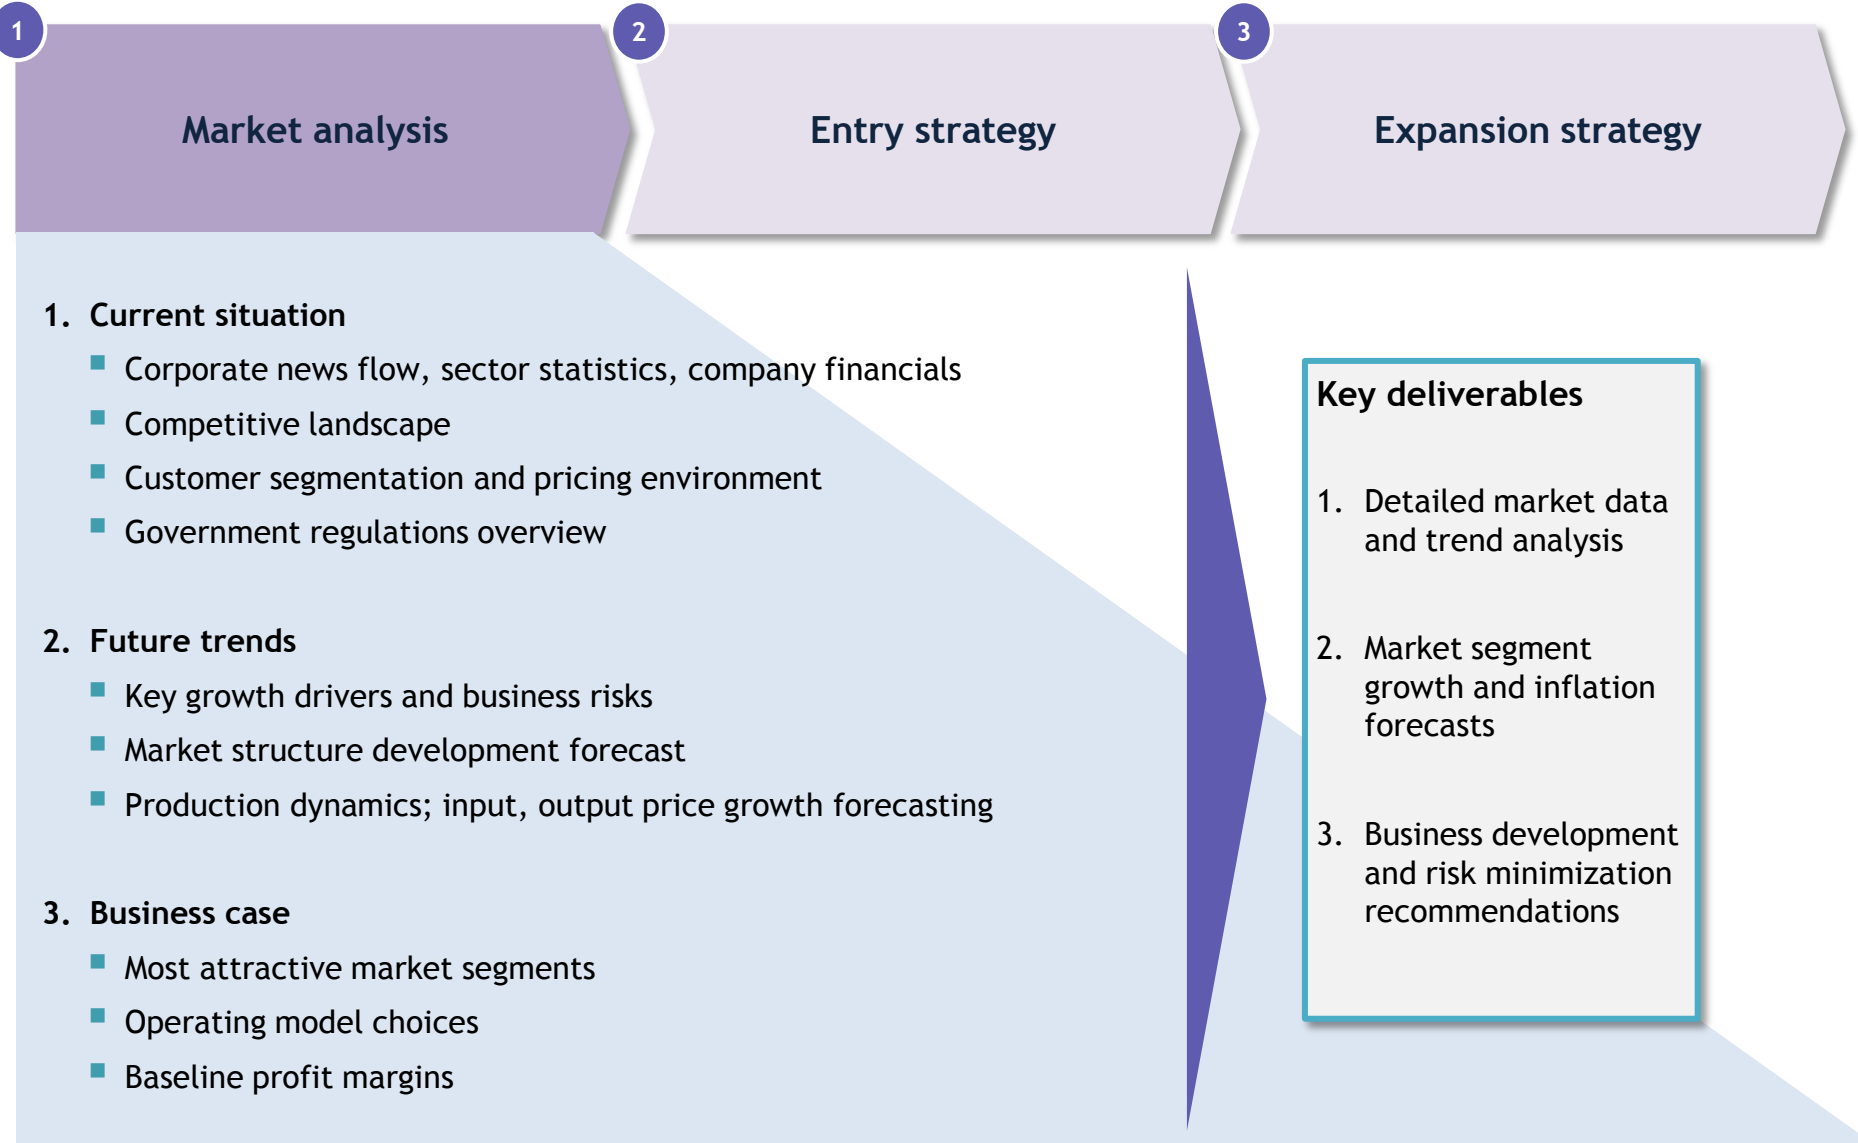 1
2
3
Market analysis
Entry strategy
Expansion strategy
1. Current situation
Corporate news flow, sector statistics, company financials
Competitive landscape
Customer segmentation and pricing environment
Government regulations overview
2. Future trends
Key growth drivers and business risks
Market structure development forecast
Production dynamics; input, output price growth forecasting
3. Business case
Most attractive market segments
Operating model choices
Baseline profit margins
Key deliverables
1. Detailed market data
and trend analysis
2. Market segment
growth and inflation
forecasts
3. Business development
and risk minimization
recommendations